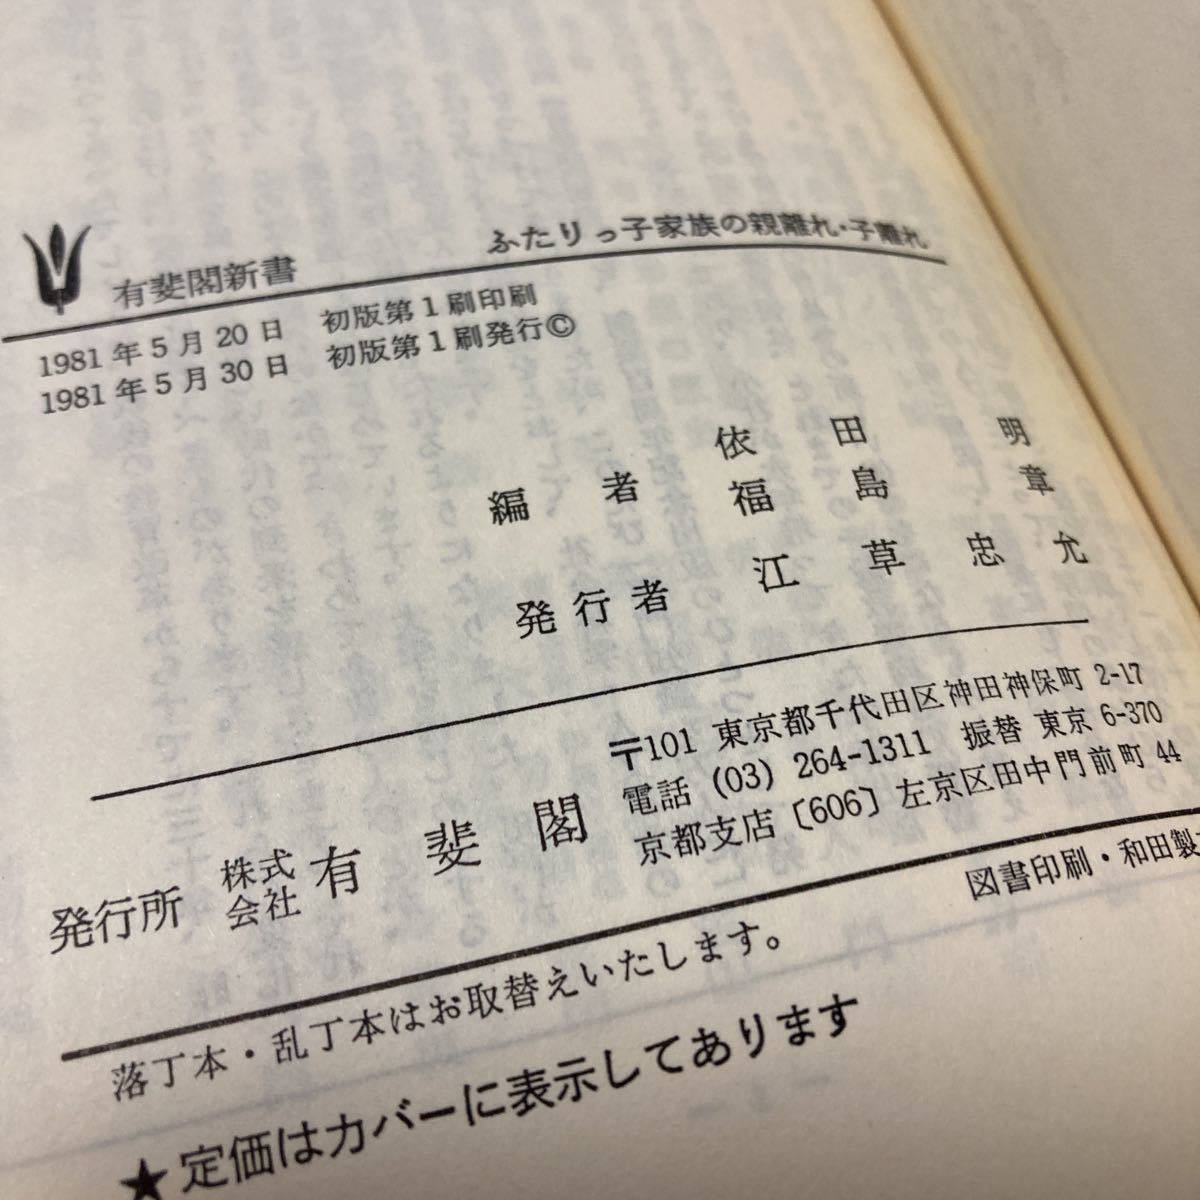 ふたりっ子家族の親離れ・子離れ
有斐閣新書
1981年5月20日 初版第1刷印刷
1981年5月30日 初版第1刷発行©
編者 依田明
福島章
発行者 江草忠允
〒101 東京都千代田区神田神保町 2-17
電話 (03) 264-1311 振替 東京 6-370
京都支店〔606〕左京区田中門前町 44
発行所 株式会社 有斐閣
図書印刷・和田製
落丁本・乱丁本はお取替えいたします。
★定価はカバーに表示してあります